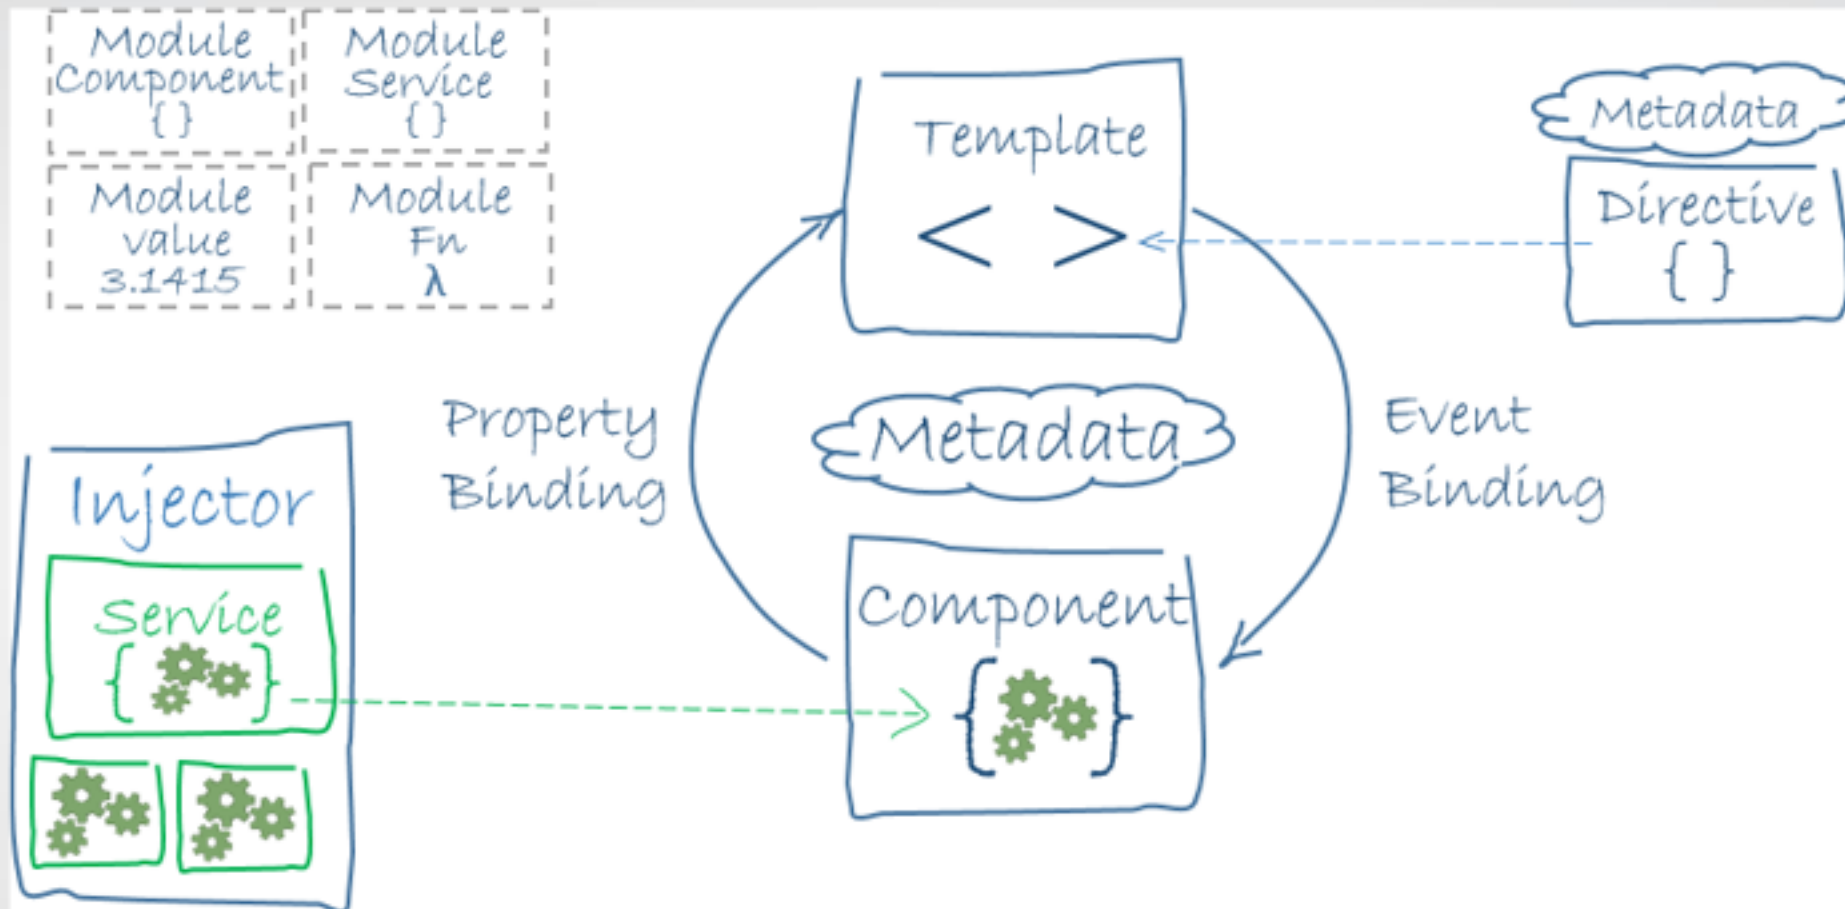 Module
Component
{ }
Module
Service
{ }
Module
value
3.1415
Module
Fn
λ
Template
< >
Metadata
Directive
{ }
Property
Binding
Metadata
Event
Binding
Injector
Service
{ }
Component
{ }